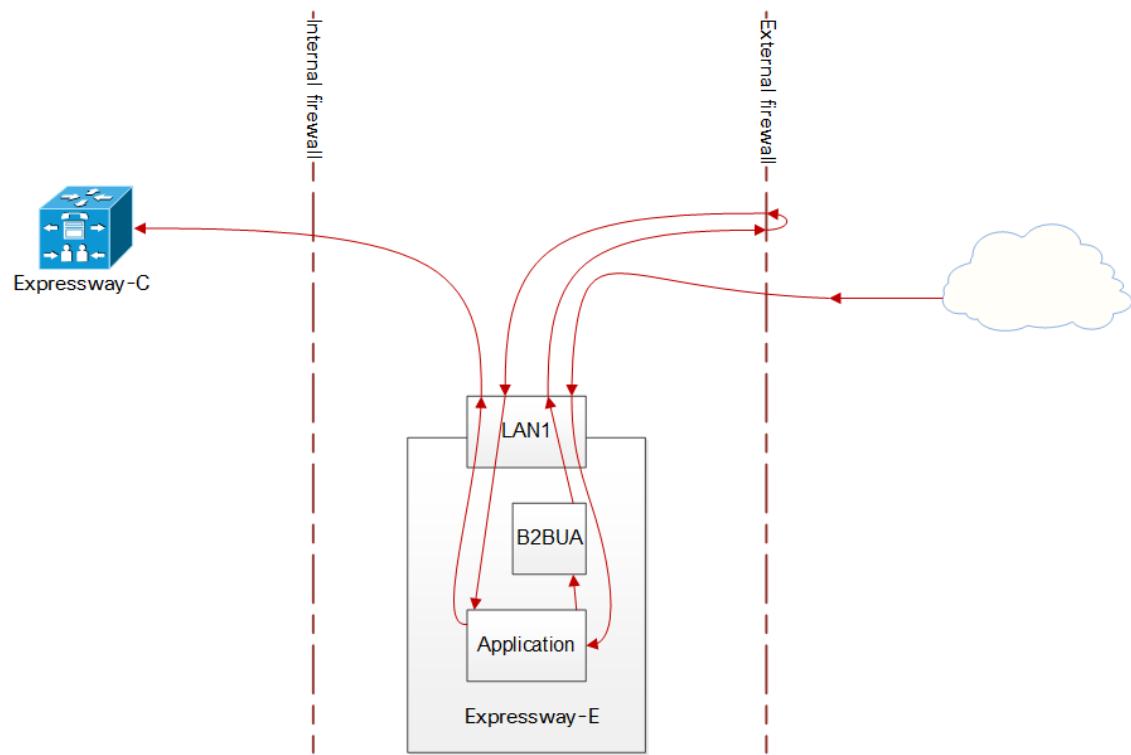 Internal firewall
External firewall
Expressway-C
LAN1
B2BUA
Application
Expressway-E